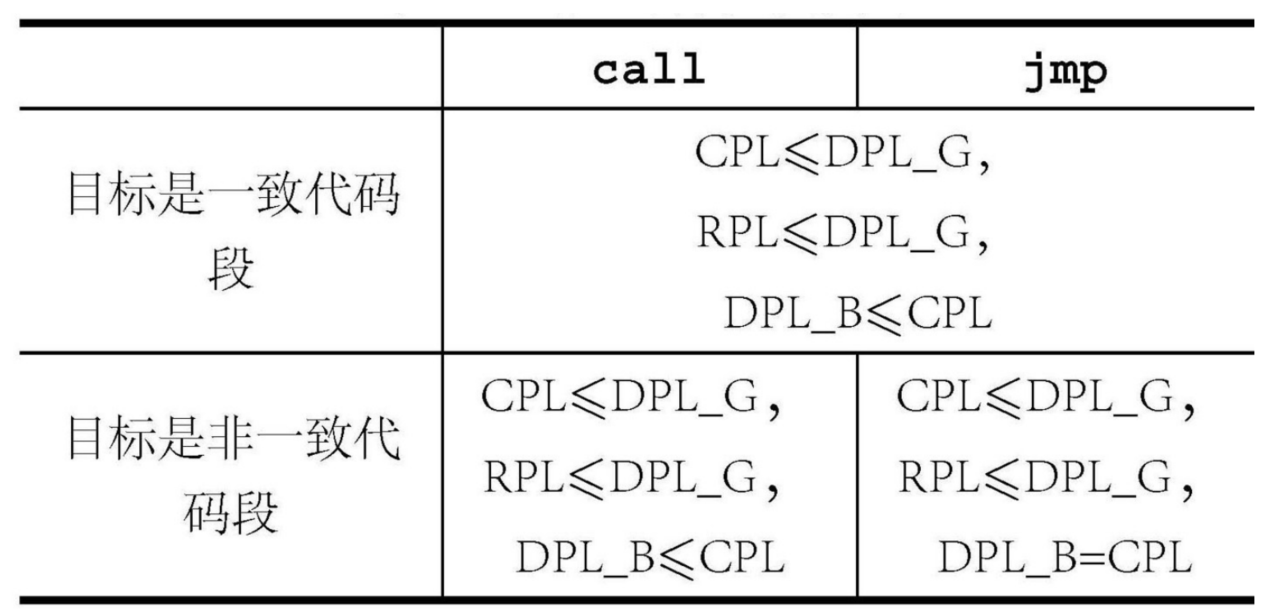 call
jmp
目标是一致代码
段
CPL⩽DPL_G,
RPL⩽DPL_G,
DPL_B⩽CPL
目标是非一致代
码段
CPL⩽DPL_G,
RPL⩽DPL_G,
DPL_B⩽CPL
CPL⩽DPL_G,
RPL⩽DPL_G,
DPL_B=CPL